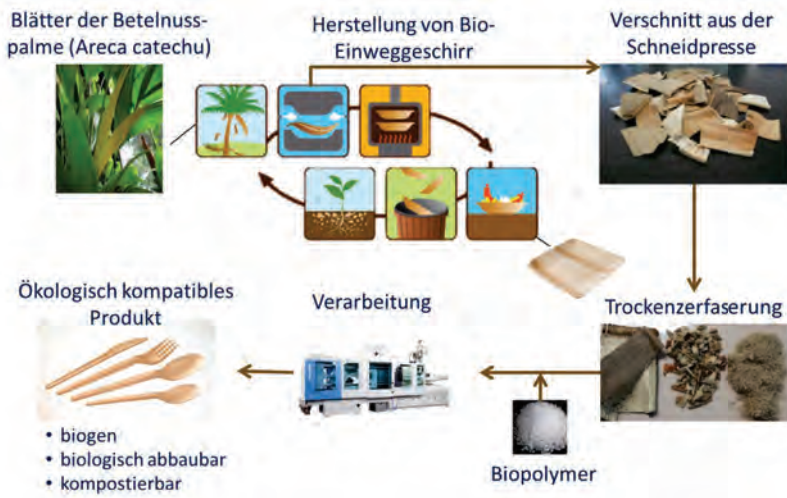 Blätter der Betelnuss-
palme (Areca catechu)
Herstellung von Bio-
Einweggeschirr
Verschnitt aus der
Schneidpresse
Trockenzerfaserung
Biopolymer
Verarbeitung
Ökologisch kompatibles
Produkt
• biogen
• biologisch abbaubar
• kompostierbar